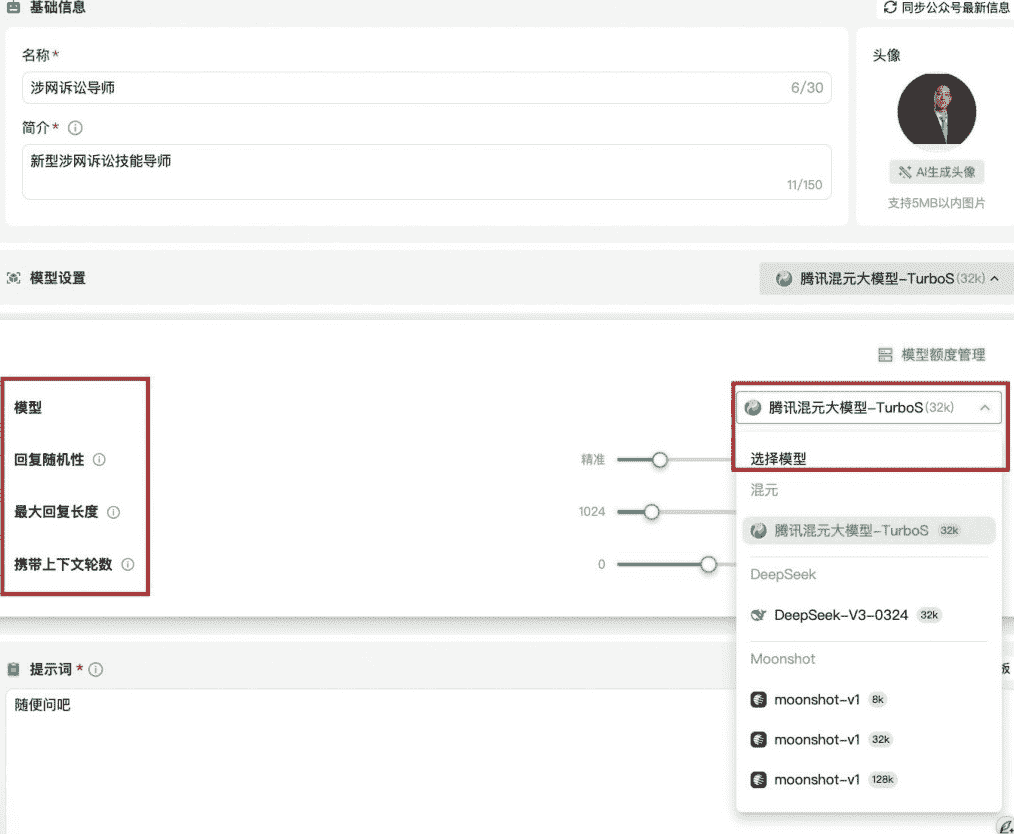 基础信息
同步公众号最新信息
名称*
头像
涉网诉讼导师 6/30
简介*
新型涉网诉讼技能导师
11/150
AI生成头像
支持5MB以内图片
模型设置
腾讯混元大模型-TurboS(32k)
模型额度管理
模型
腾讯混元大模型-TurboS(32k)
回复随机性 精准
选择模型
混元
最大回复长度 1024
腾讯混元大模型-TurboS 32k
携带上下文轮数 0
DeepSeek
DeepSeek-V3-0324 32k
Moonshot
提示词*
板
随便问吧
moonshot-v1 8k
moonshot-v1 32k
moonshot-v1 128k